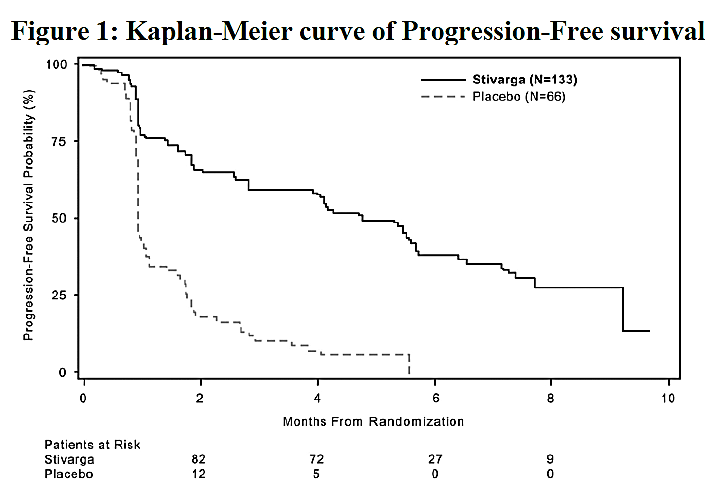 Figure 1: Kaplan-Meier curve of Progression-Free survival
Progression-Free Survival Probability (%)
100
75
50
25
0
Stivarga (N=133)
Placebo (N=66)
0 2 4 6 8 10
Months From Randomization
Patients at Risk
Stivarga 82 72 27 9
Placebo 12 5 0 0